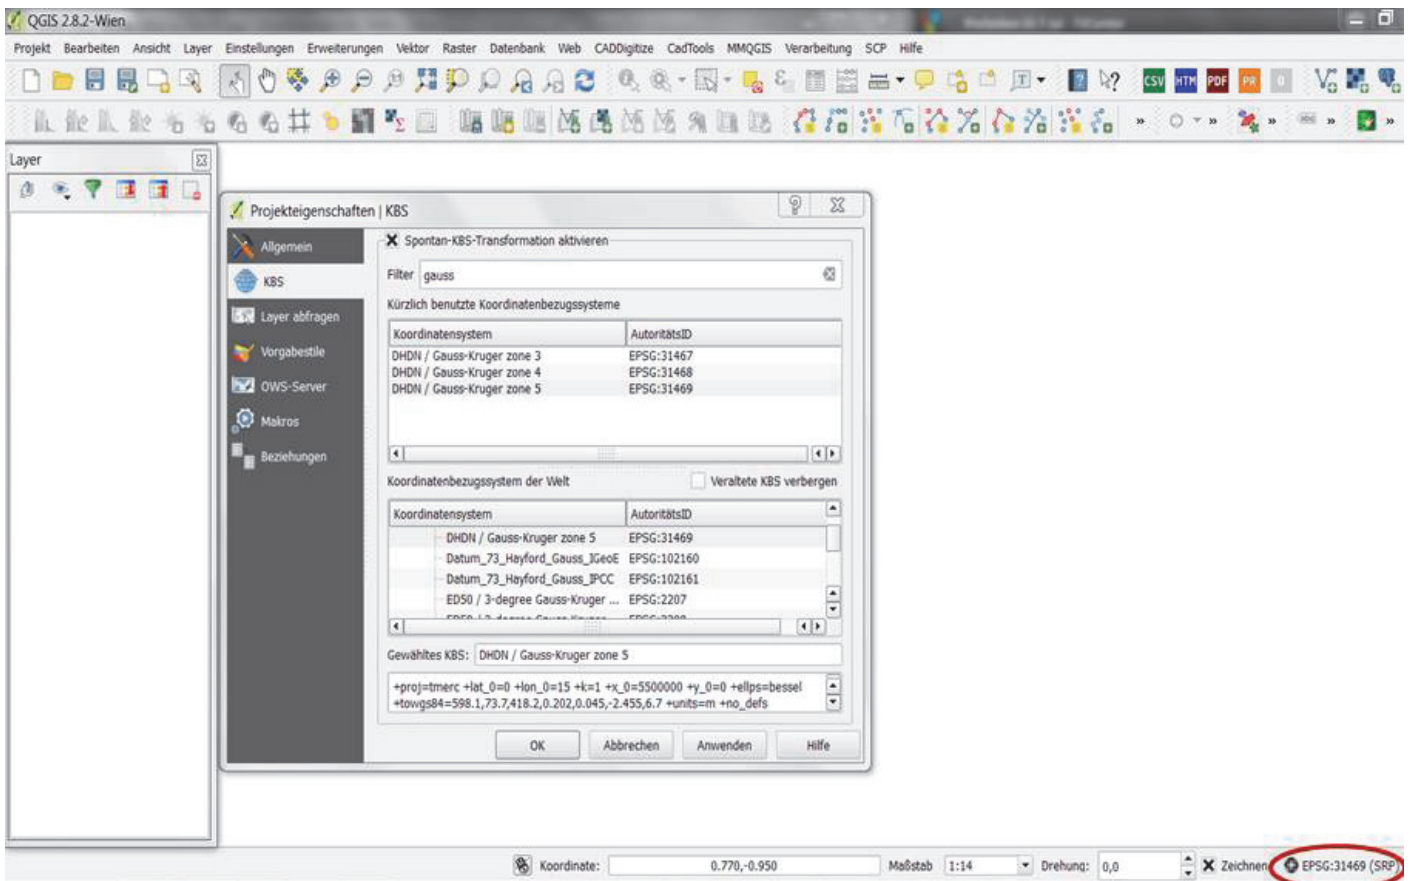 QGIS 2.8.2-Wien
Projekt Bearbeiten Ansicht Layer Einstellungen Erweiterungen Vektor Raster Datenbank Web CADDigitize CadTools MMQGIS Verarbeitung SCP Hilfe
CSV HTM PDF PR 0
abc
Layer
Projekteigenschaften | KBS
Allgemein
KBS
Layer abfragen
Vorgabestile
OWS-Server
Makros
Beziehungen
Spontan-KBS-Transformation aktivieren
Filter gauss
Kürzlich benutzte Koordinatenbezugssysteme
Koordinatensystem AutoritätsID
DHDN / Gauss-Kruger zone 3 EPSG:31467
DHDN / Gauss-Kruger zone 4 EPSG:31468
DHDN / Gauss-Kruger zone 5 EPSG:31469
Koordinatenbezugssystem der Welt Veraltete KBS verbergen
Koordinatensystem AutoritätsID
DHDN / Gauss-Kruger zone 5 EPSG:31469
Datum_73_Hayford_Gauss_IGeoE EPSG:102160
Datum_73_Hayford_Gauss_IPCC EPSG:102161
ED50 / 3-degree Gauss-Kruger ... EPSG:2207
Gewähltes KBS: DHDN / Gauss-Kruger zone 5
+proj=tmerc +lat_0=0 +lon_0=15 +k=1 +x_0=5500000 +y_0=0 +ellps=bessel
+towgs84=598.1,73.7,418.2,0.202,0.045,-2.455,6.7 +units=m +no_defs
OK Abbrechen Anwenden Hilfe
Koordinate: 0.770,-0.950 Maßstab 1:14 Drehung: 0,0 Zeichnen EPSG:31469 (SRP)